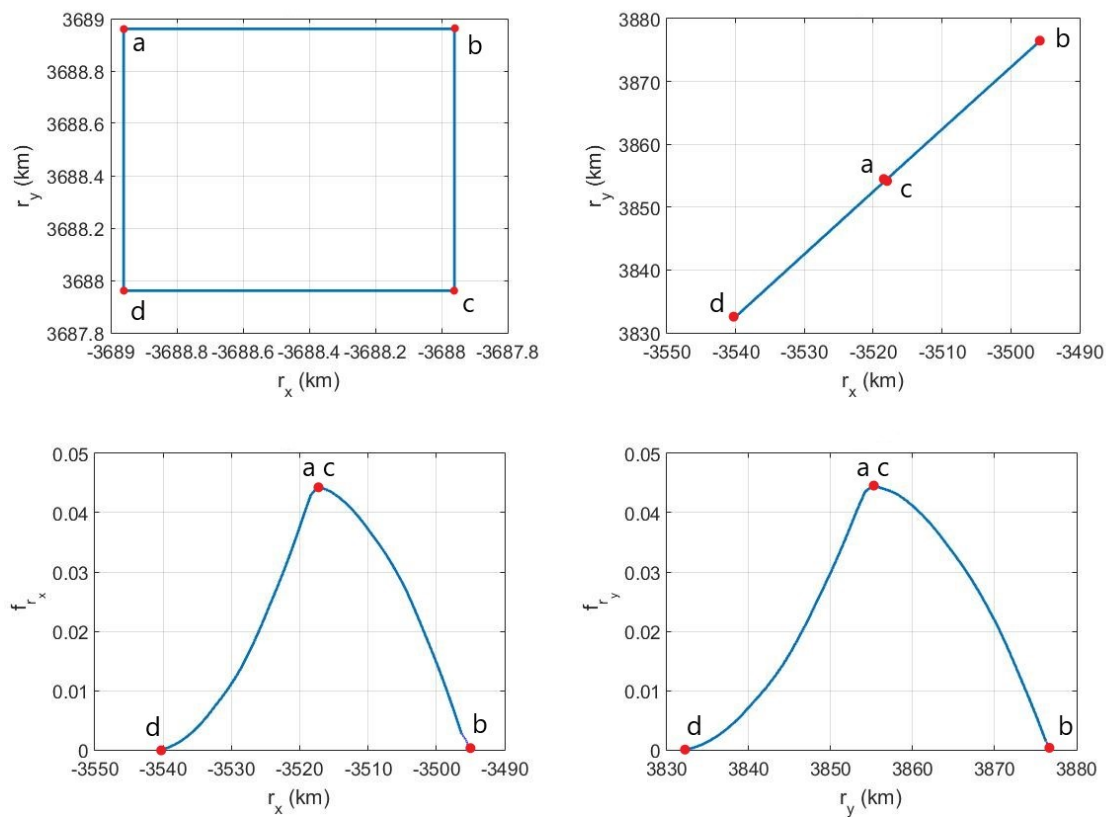 3689
3688.8
3688.6
3688.4
3688.2
3688
3687.8
r_y (km)
a
b
d
c
-3689 -3688.8 -3688.6 -3688.4 -3688.2 -3688 -3687.8
r_x (km)
3880
3870
3860
3850
3840
3830
r_y (km)
b
a
c
d
-3550 -3540 -3530 -3520 -3510 -3500 -3490
r_x (km)
0.05
0.04
0.03
0.02
0.01
0
f_{r_x}
a c
d
b
-3550 -3540 -3530 -3520 -3510 -3500 -3490
r_x (km)
0.05
0.04
0.03
0.02
0.01
0
f_{r_y}
a c
d
b
3830 3840 3850 3860 3870 3880
r_y (km)